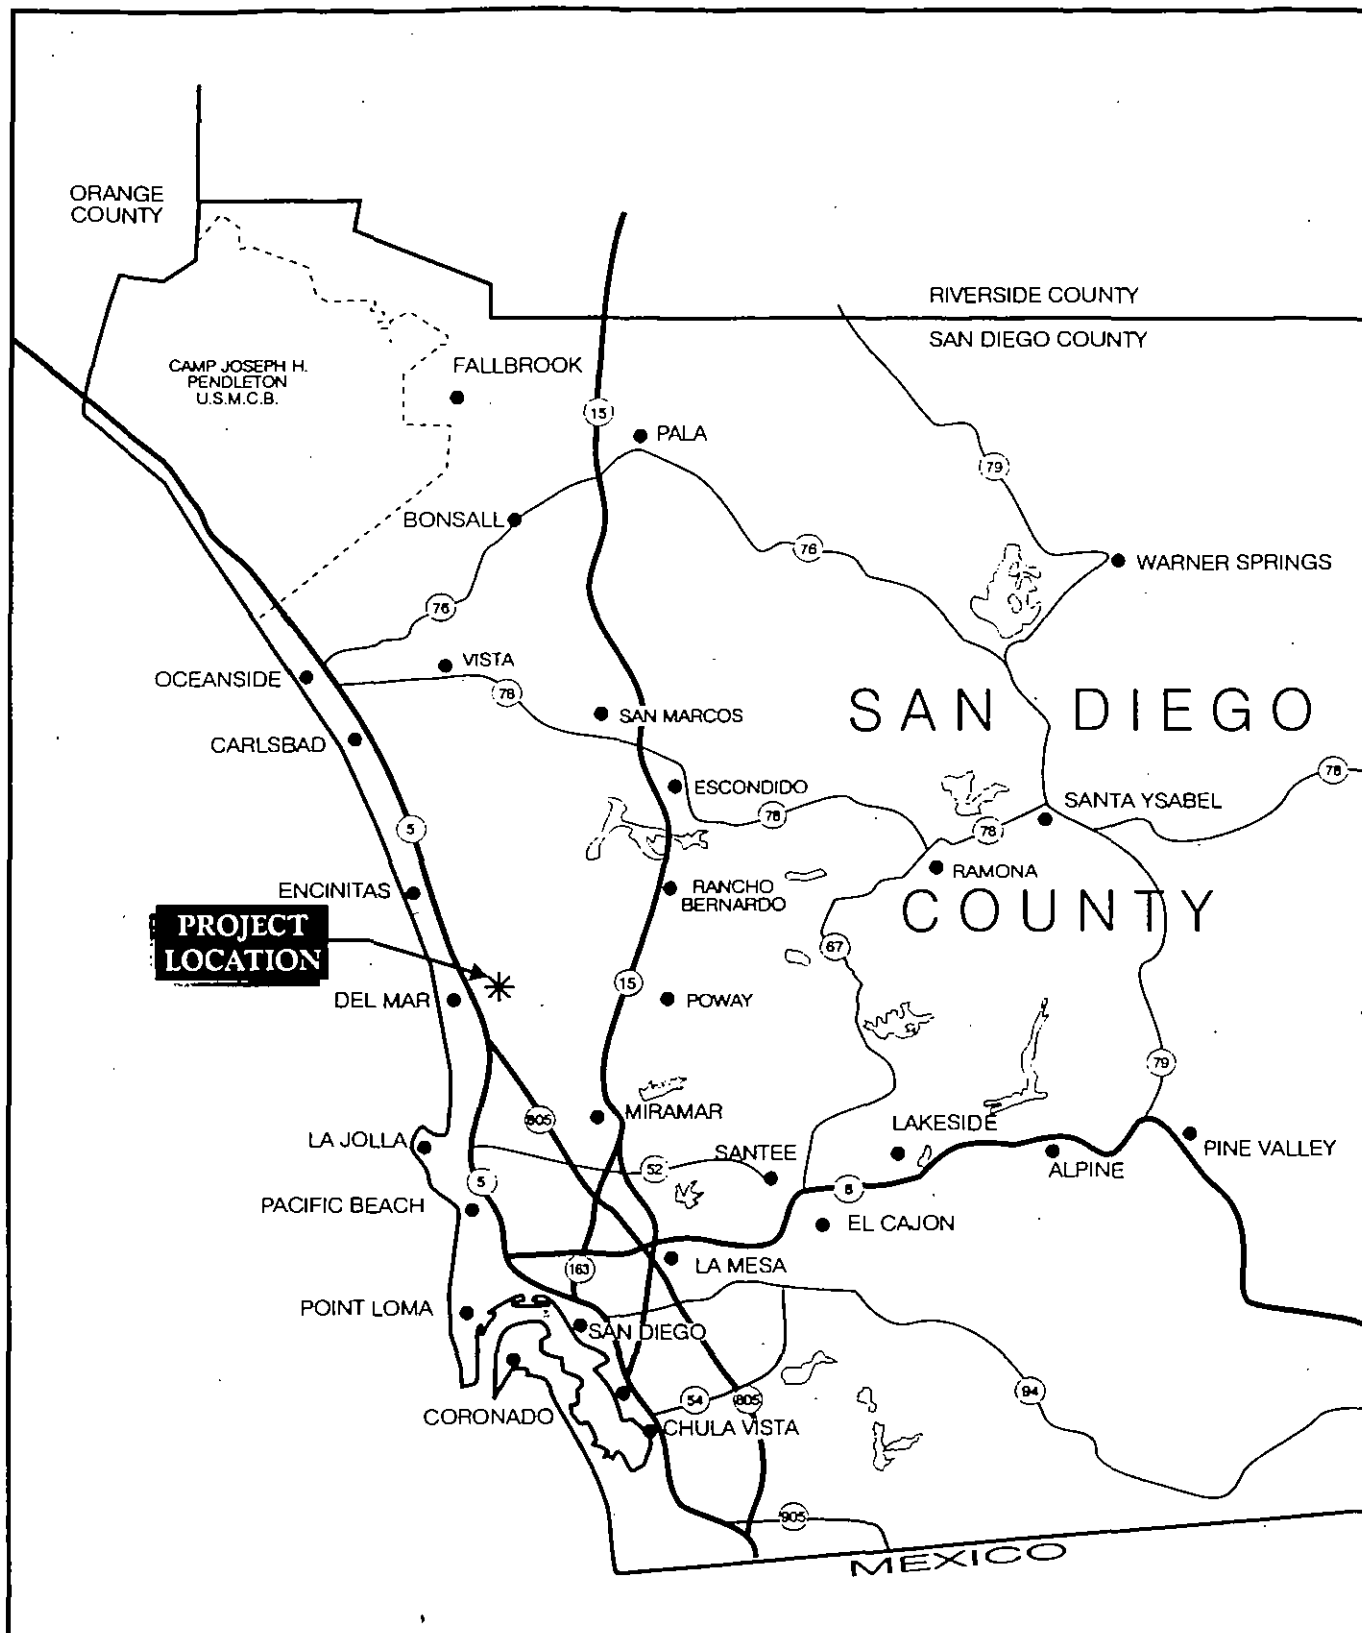 ORANGE
COUNTY
RIVERSIDE COUNTY
SAN DIEGO COUNTY
CAMP JOSEPH H.
PENDLETON
U.S.M.C.B.
FALLBROOK
15
PALA
79
BONSALL
76
WARNER SPRINGS
76
VISTA
OCEANSIDE
78
SAN MARCOS
SAN DIEGO
CARLSBAD
78
ESCONDIDO
SANTA YSABEL
78
5
78
RAMONA
ENCINITAS
RANCHO
BERNARDO
COUNTY
PROJECT
LOCATION
67
15
DEL MAR
POWAY
79
805
MIRAMAR
LAKESIDE
LA JOLLA
PINE VALLEY
SANTEE
52
ALPINE
5
8
PACIFIC BEACH
EL CAJON
LA MESA
163
POINT LOMA
SAN DIEGO
94
54
805
CORONADO
CHULA VISTA
905
MEXICO